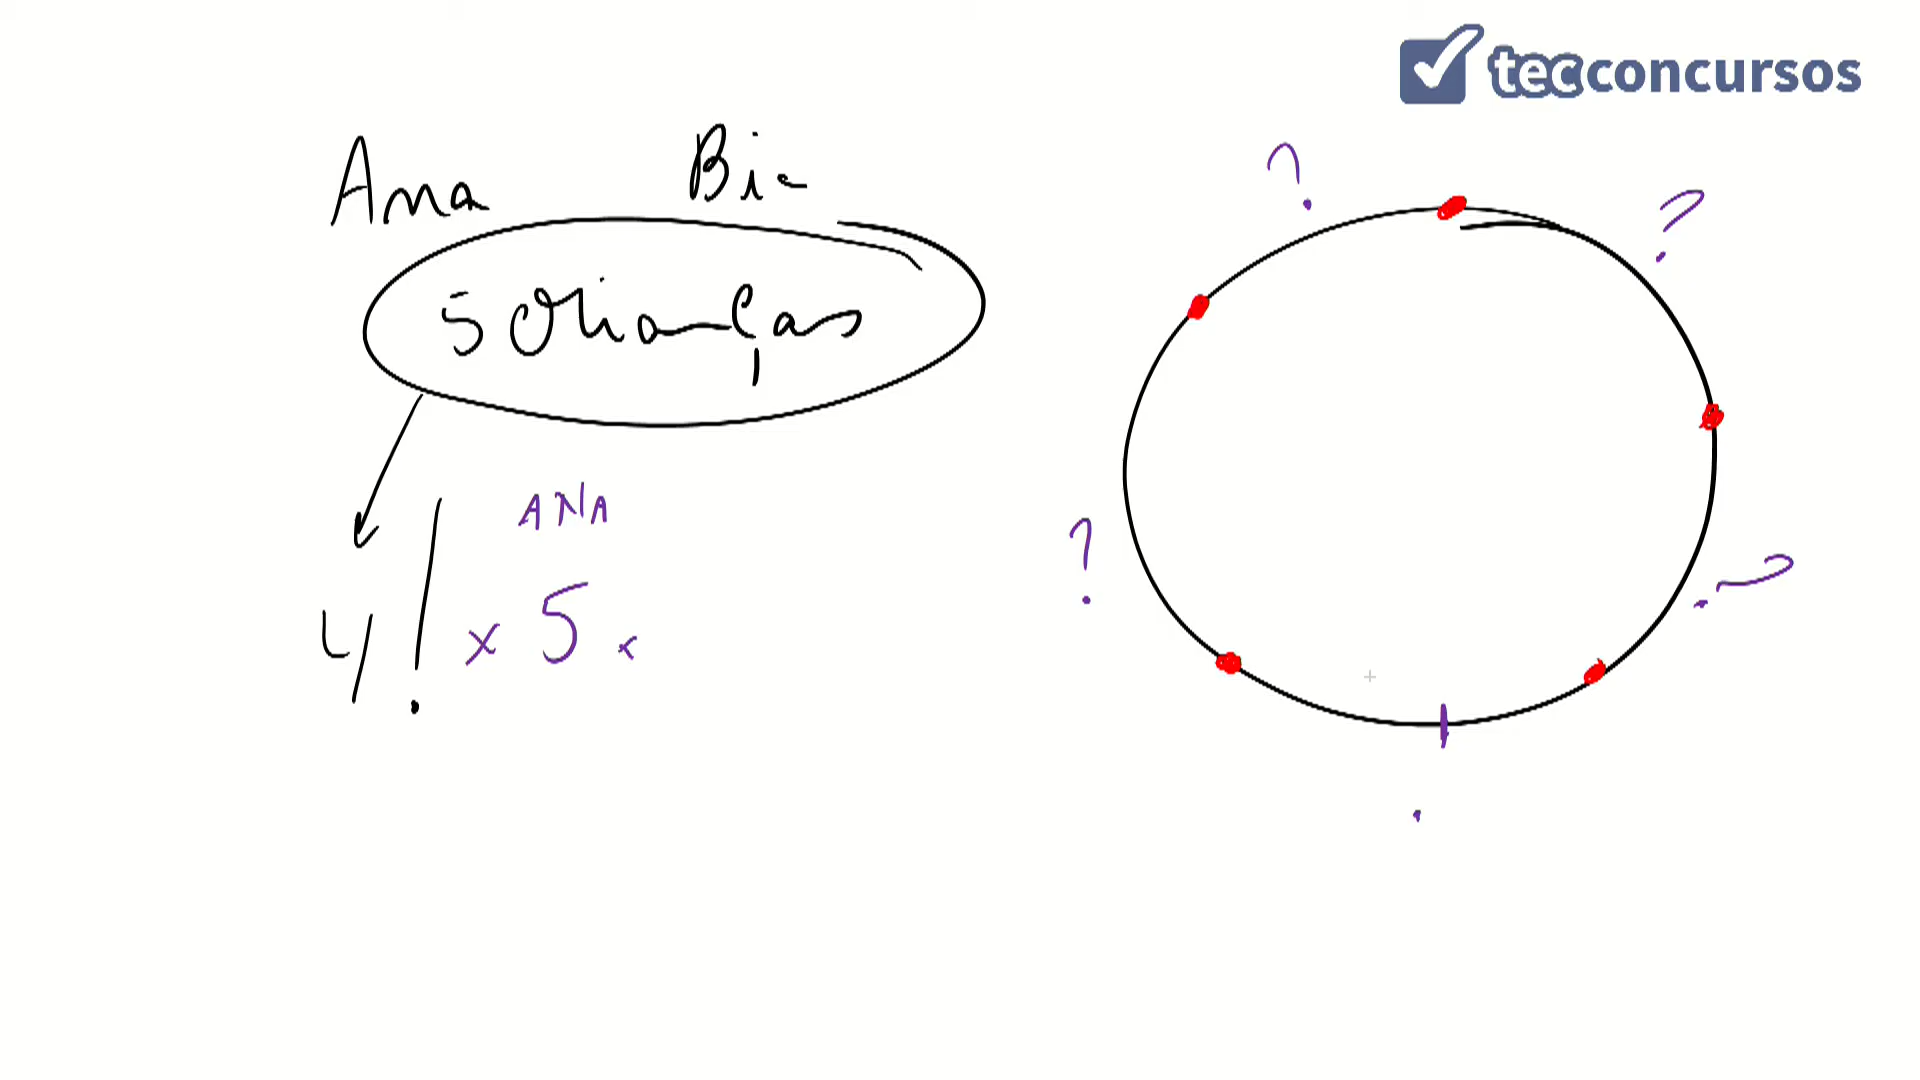 tecconcursos
Ana Bia
5 crianças
ANA
4! x 5 x
?
?
?
?